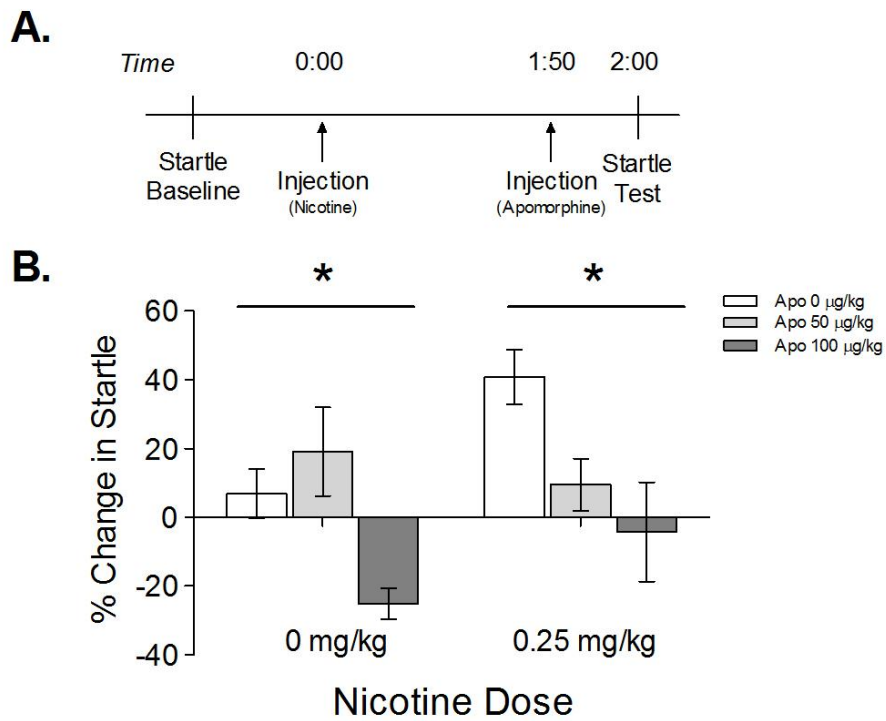 A.
Time 0:00 1:50 2:00
Startle Baseline
Injection (Nicotine)
Injection (Apomorphine)
Startle Test
B.
* *
Apo 0 μg/kg
Apo 50 μg/kg
Apo 100 μg/kg
% Change in Startle
60
40
20
0
-20
-40
0 mg/kg 0.25 mg/kg
Nicotine Dose